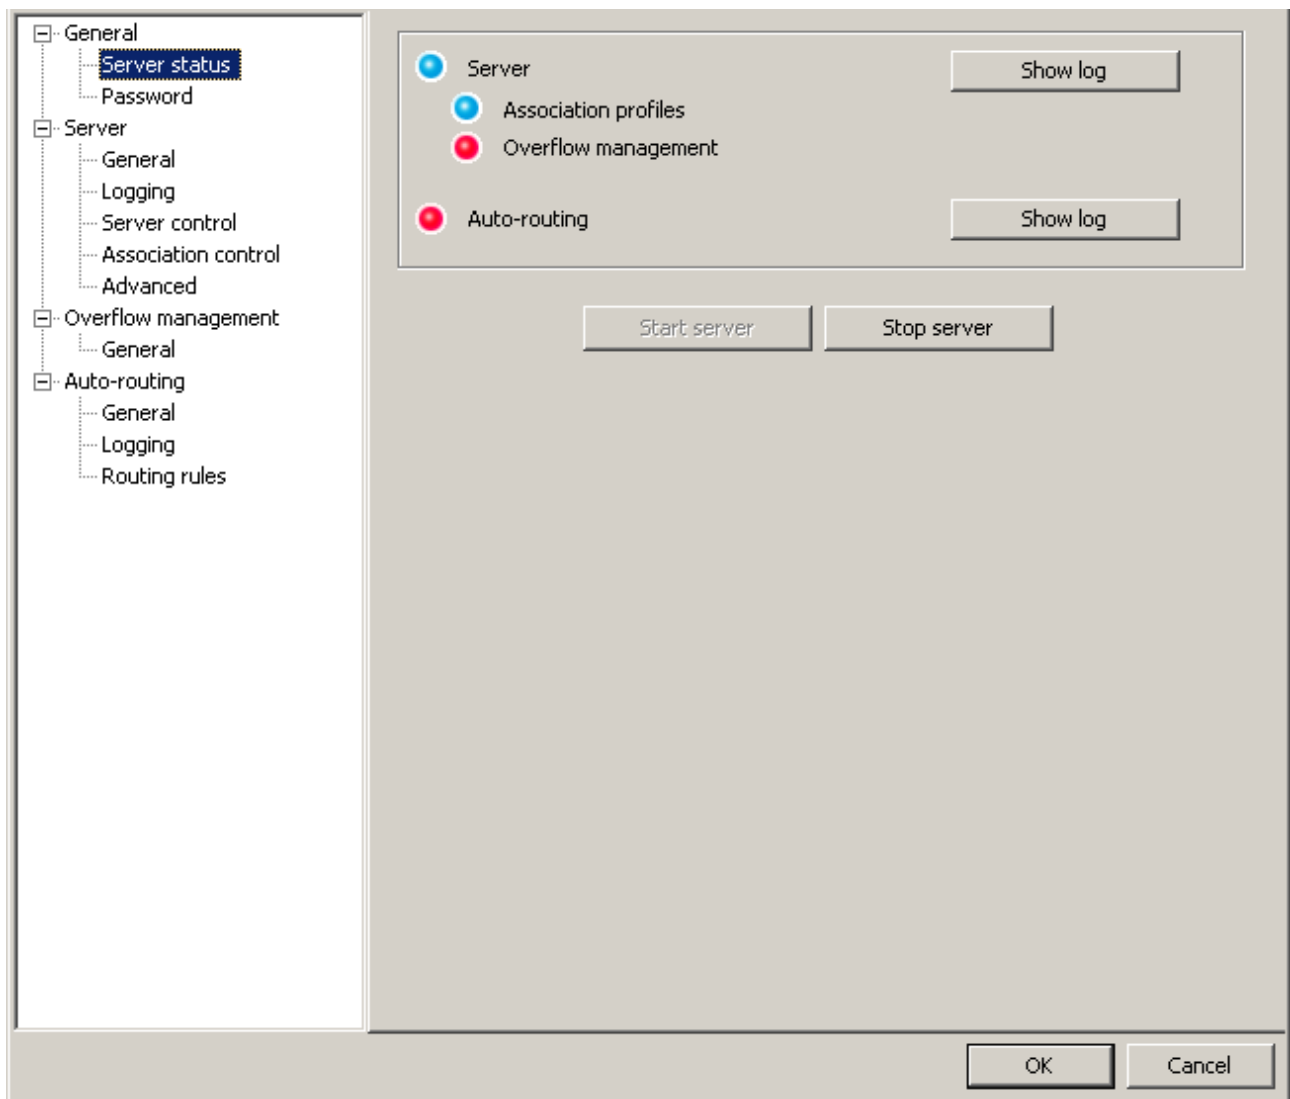 General
Server status
Password
Server
General
Logging
Server control
Association control
Advanced
Overflow management
General
Auto-routing
General
Logging
Routing rules
Server Show log
Association profiles
Overflow management
Auto-routing Show log
Start server Stop server
OK Cancel